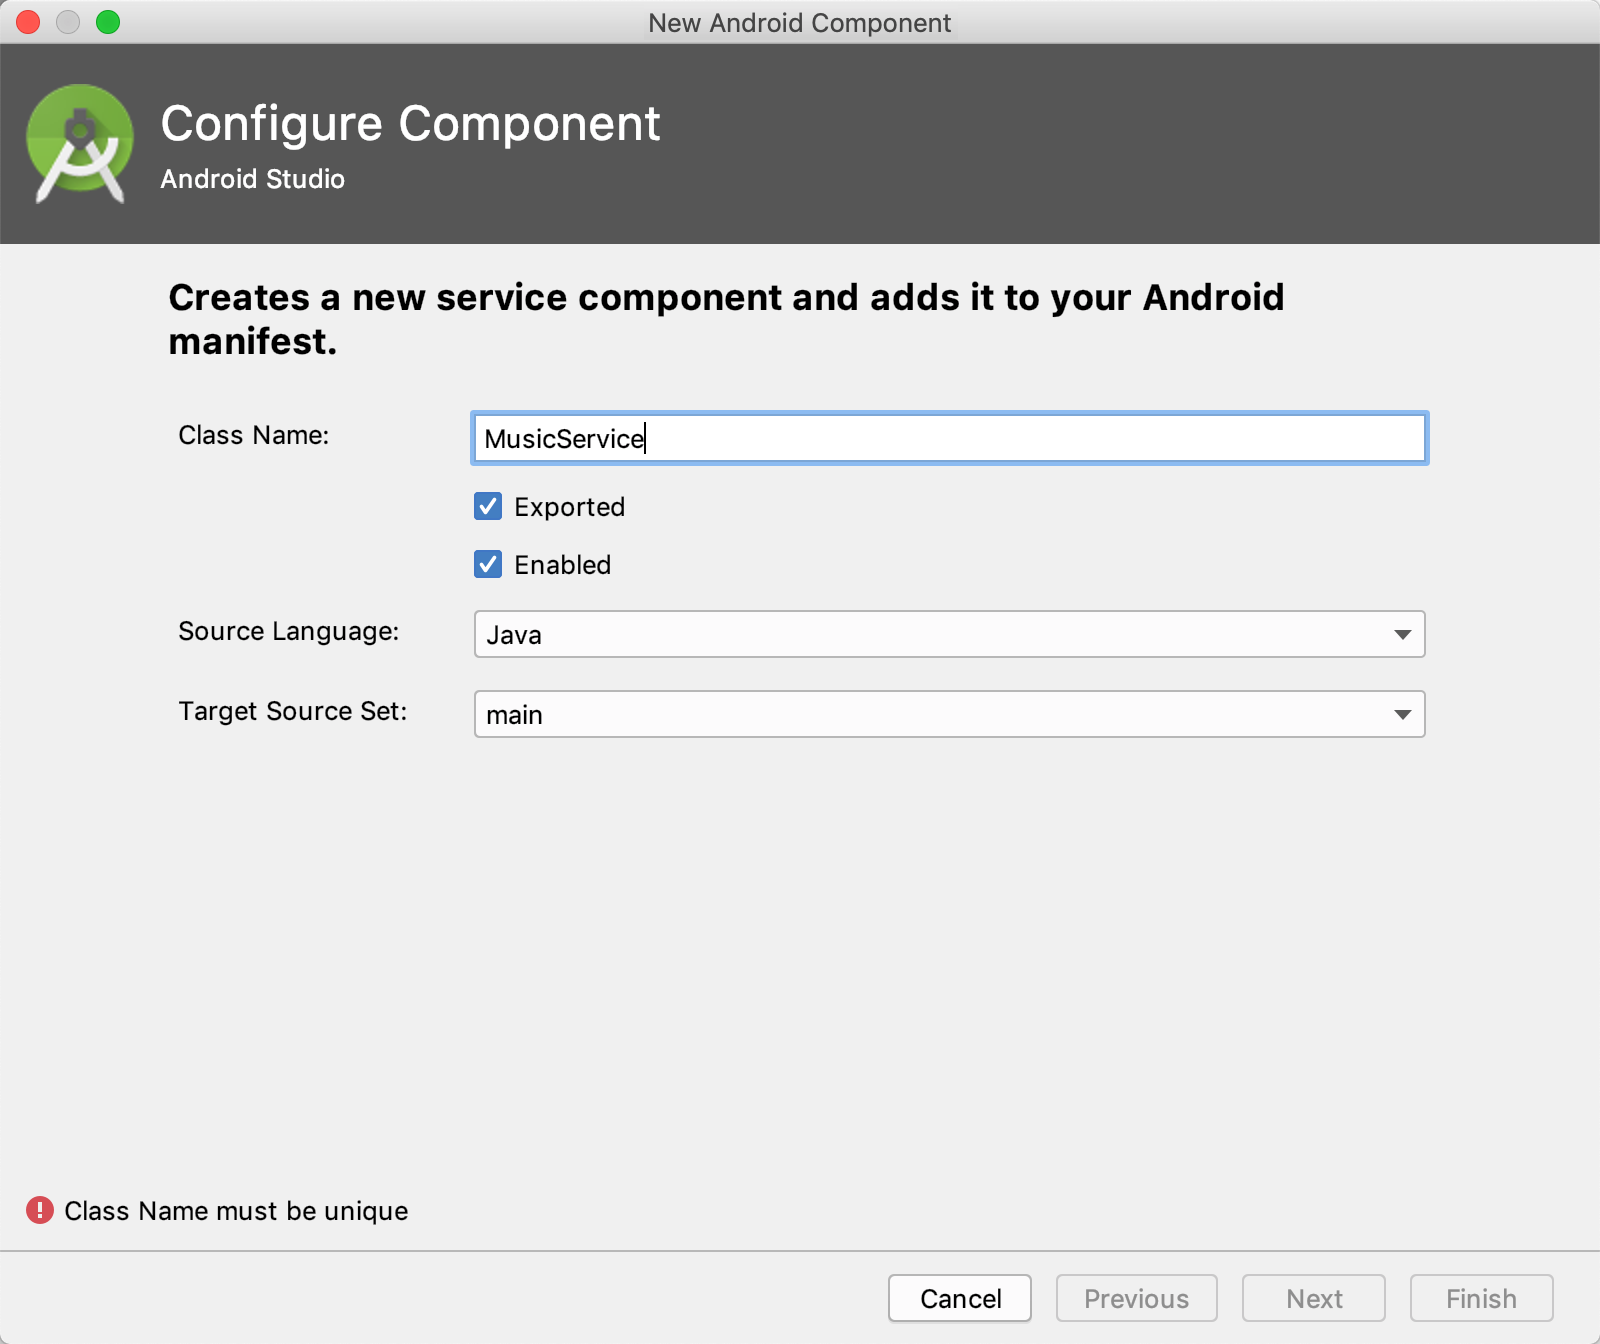 New Android Component
Configure Component
Android Studio
Creates a new service component and adds it to your Android
manifest.
Class Name:
MusicService
Exported
Enabled
Source Language:
Java
Target Source Set:
main
Class Name must be unique
Cancel
Previous
Next
Finish